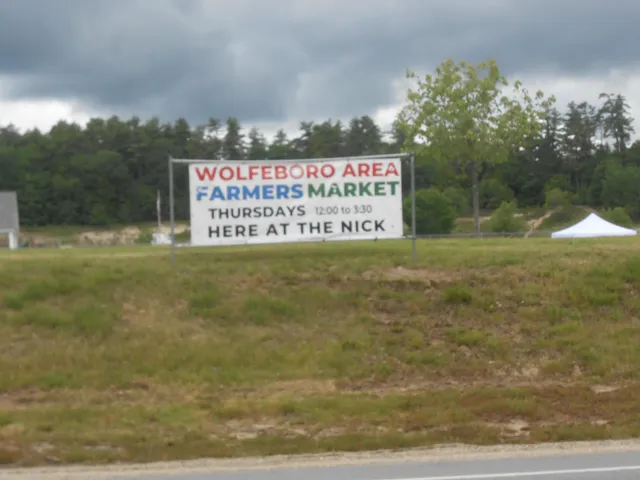 WOLFEBORO AREA
FARMERS MARKET
THURSDAYS 12:00 to 3:30
HERE AT THE NICK